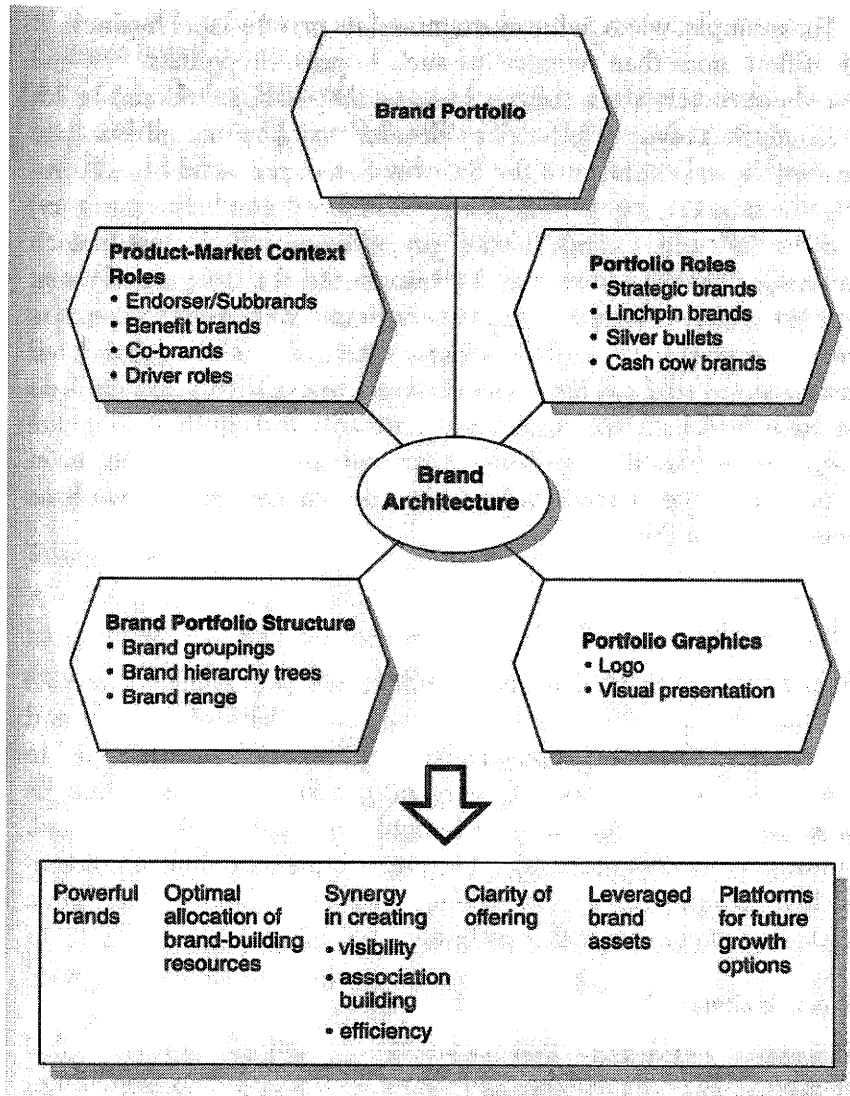 Brand Portfolio
Product-Market Context
Roles
• Endorser/Subbrands
• Benefit brands
• Co-brands
• Driver roles
Portfolio Roles
• Strategic brands
• Linchpin brands
• Silver bullets
• Cash cow brands
Brand
Architecture
Brand Portfolio Structure
• Brand groupings
• Brand hierarchy trees
• Brand range
Portfolio Graphics
• Logo
• Visual presentation
Powerful
brands
Optimal
allocation of
brand-building
resources
Synergy
in creating
• visibility
• association
building
• efficiency
Clarity of
offering
Leveraged
brand
assets
Platforms
for future
growth
options